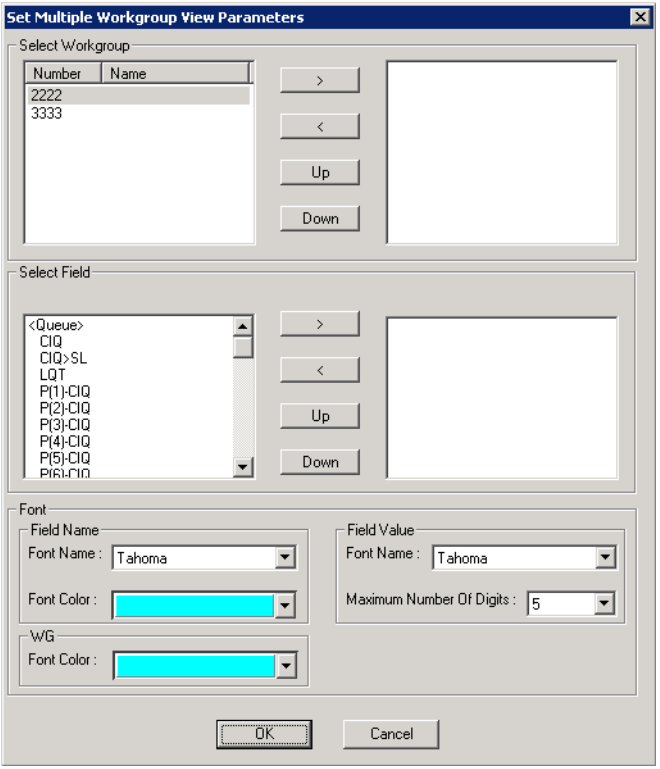 Set Multiple Workgroup View Parameters
Select Workgroup
Number Name
2222
3333
>
<
Up
Down
Select Field
<Queue>
CIQ
CIQ>SL
LQT
P(1)-CIQ
P(2)-CIQ
P(3)-CIQ
P(4)-CIQ
P(5)-CIQ
P(6)-CIQ
>
<
Up
Down
Font
Field Name
Font Name : Tahoma
Font Color :
WG
Font Color :
Field Value
Font Name : Tahoma
Maximum Number Of Digits : 5
OK Cancel